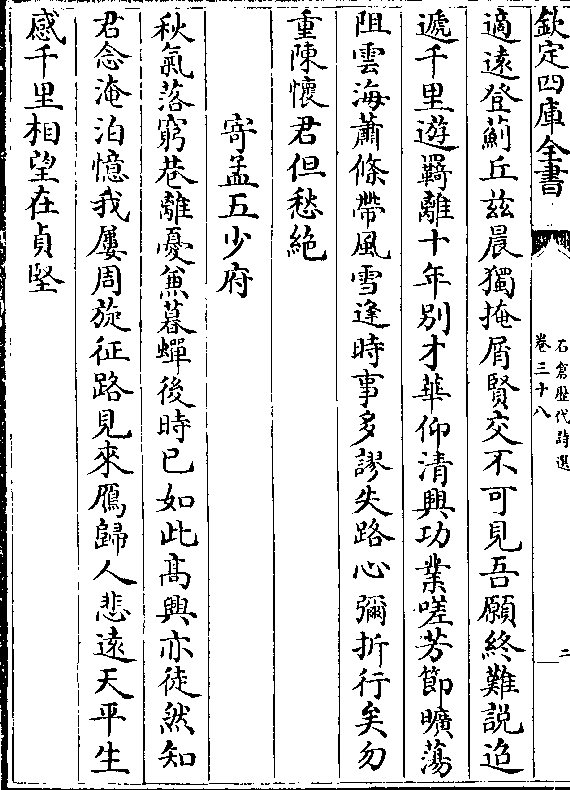 欽定四庫全書
石倉歴代詩選
卷三十八
二
適遠登薊丘兹晨獨掩屑賢交不可見吾願終難説迢
遞千里遊羇離十年別才華仰清興功業嗟芳節曠蕩
阻雲海蕭條帶風雪逢時事多謬失路心彌折行矣勿
重陳懷君但愁絶
寄孟五少府
秋氣落窮巷離憂兼暮蟬後時已如此髙興亦徒然知
君念淹泊憶我屢周旋征路見來鴈歸人悲遠天平生
感千里相望在貞堅